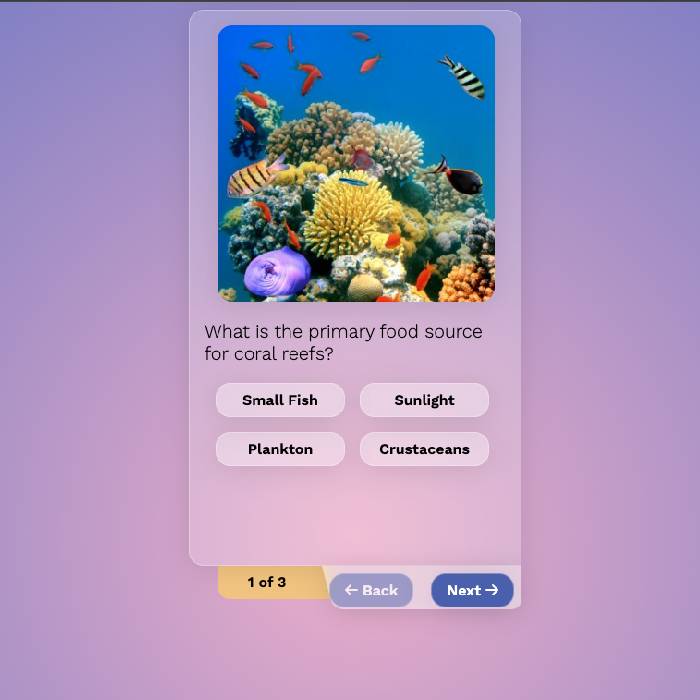 What is the primary food source
for coral reefs?
Small Fish
Sunlight
Plankton
Crustaceans
1 of 3
← Back
Next →